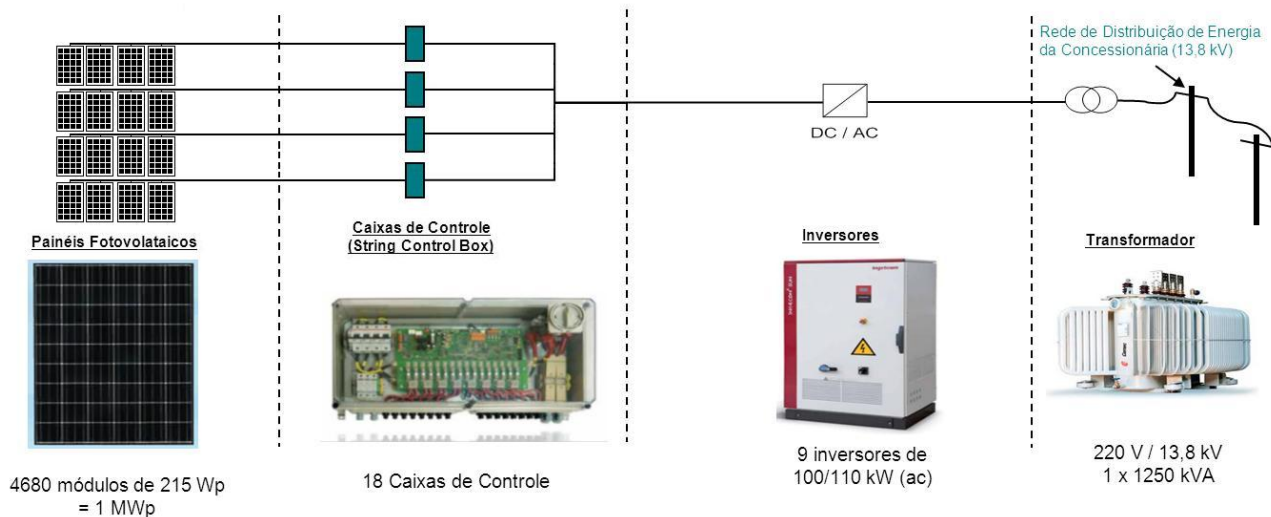 Rede de Distribuição de Energia
da Concessionária (13,8 kV)
DC / AC
Painéis Fotovolataicos
Caixas de Controle
(String Control Box)
Inversores
Transformador
4680 módulos de 215 Wp
= 1 MWp
18 Caixas de Controle
9 inversores de
100/110 kW (ac)
220 V / 13,8 kV
1 x 1250 kVA